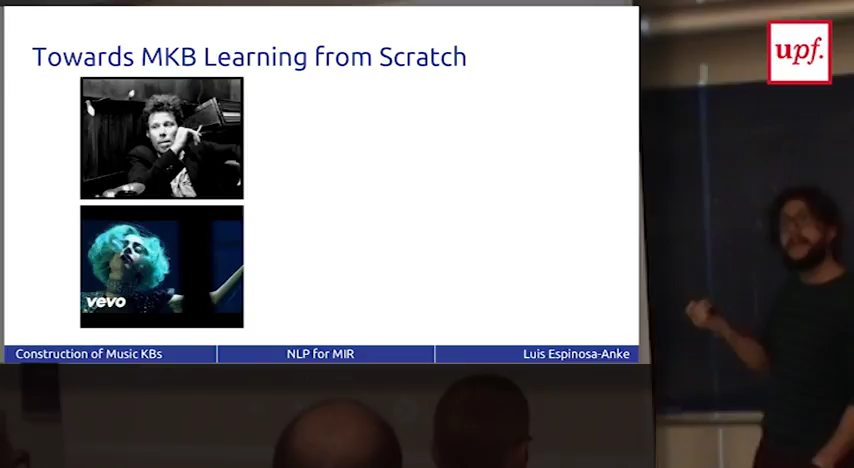 Towards MKB Learning from Scratch
upf.
vevo
Construction of Music KBs
NLP for MIR
Luis Espinosa-Anke